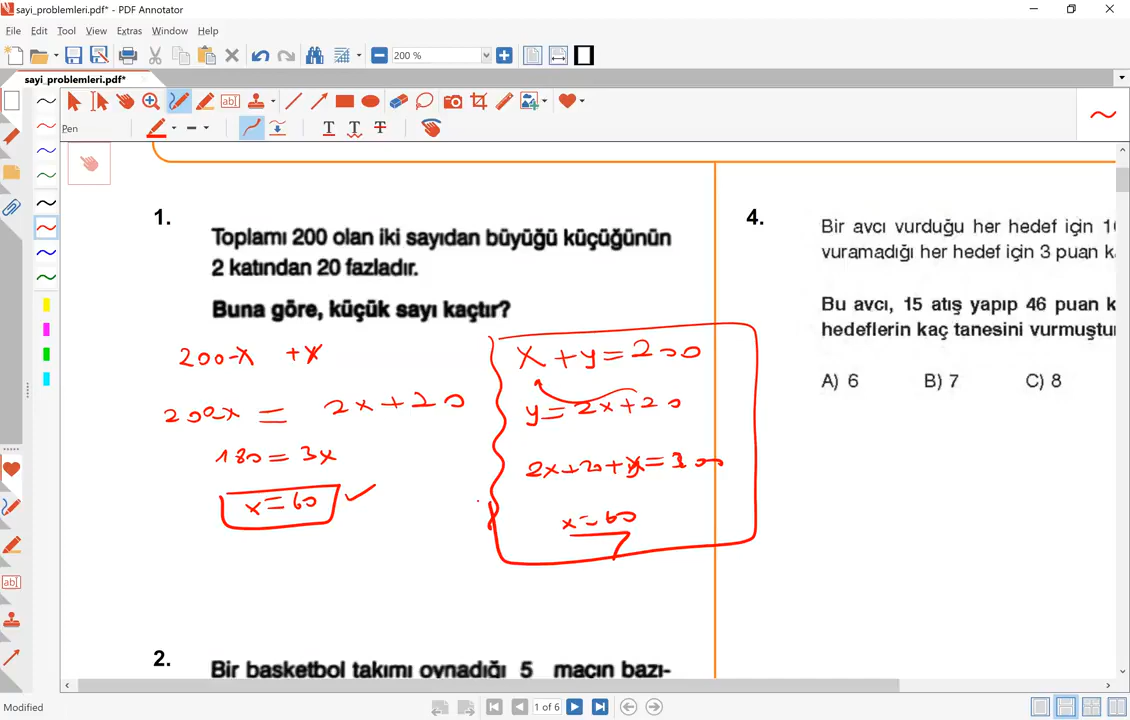 sayi_problemleri.pdf* - PDF Annotator
File Edit Tool View Extras Window Help
200 %
sayi_problemleri.pdf*
Pen
1.
Toplamı 200 olan iki sayıdan büyüğü küçüğünün
2 katından 20 fazladır.
Buna göre, küçük sayı kaçtır?
200-x +x
200-x = 2x+20
180 = 3x
x=60
x+y=200
y=2x+20
2x+20+x=200
x=60
2.
Bir basketbol takımı oynadığı 5 maçın bazı-
4.
Bir avcı vurduğu her hedef için 1
vuramadığı her hedef için 3 puan k
Bu avcı, 15 atış yapıp 46 puan k
hedeflerin kaç tanesini vurmuştu
A) 6 B) 7 C) 8
Modified
1 of 6